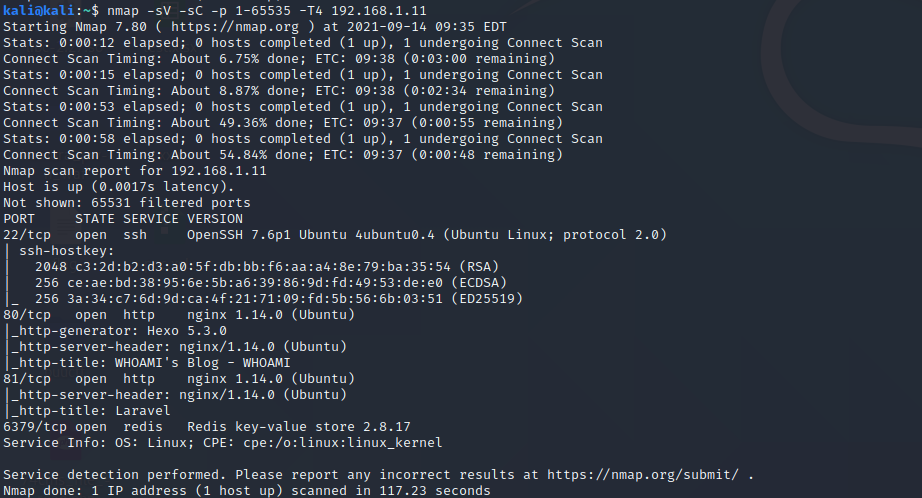 kali@kali:~$ nmap -sV -sC -p 1-65535 -T4 192.168.1.11
Starting Nmap 7.80 ( https://nmap.org ) at 2021-09-14 09:35 EDT
Stats: 0:00:12 elapsed; 0 hosts completed (1 up), 1 undergoing Connect Scan
Connect Scan Timing: About 6.75% done; ETC: 09:38 (0:03:00 remaining)
Stats: 0:00:15 elapsed; 0 hosts completed (1 up), 1 undergoing Connect Scan
Connect Scan Timing: About 8.87% done; ETC: 09:38 (0:02:34 remaining)
Stats: 0:00:53 elapsed; 0 hosts completed (1 up), 1 undergoing Connect Scan
Connect Scan Timing: About 49.36% done; ETC: 09:37 (0:00:55 remaining)
Stats: 0:00:58 elapsed; 0 hosts completed (1 up), 1 undergoing Connect Scan
Connect Scan Timing: About 54.84% done; ETC: 09:37 (0:00:48 remaining)
Nmap scan report for 192.168.1.11
Host is up (0.0017s latency).
Not shown: 65531 filtered ports
PORT     STATE SERVICE VERSION
22/tcp   open  ssh     OpenSSH 7.6p1 Ubuntu 4ubuntu0.4 (Ubuntu Linux; protocol 2.0)
| ssh-hostkey:
|   2048 c3:2d:b2:d3:a0:5f:db:bb:f6:aa:a4:8e:79:ba:35:54 (RSA)
|   256 ce:ae:bd:38:95:6e:5b:a6:39:86:9d:fd:49:53:de:e0 (ECDSA)
|_  256 3a:34:c7:6d:9d:ca:4f:21:71:09:fd:5b:56:6b:03:51 (ED25519)
80/tcp   open  http    nginx 1.14.0 (Ubuntu)
|_http-generator: Hexo 5.3.0
|_http-server-header: nginx/1.14.0 (Ubuntu)
|_http-title: WHOAMI's Blog - WHOAMI
81/tcp   open  http    nginx 1.14.0 (Ubuntu)
|_http-server-header: nginx/1.14.0 (Ubuntu)
|_http-title: Laravel
6379/tcp open  redis   Redis key-value store 2.8.17
Service Info: OS: Linux; CPE: cpe:/o:linux:linux_kernel

Service detection performed. Please report any incorrect results at https://nmap.org/submit/ .
Nmap done: 1 IP address (1 host up) scanned in 117.23 seconds